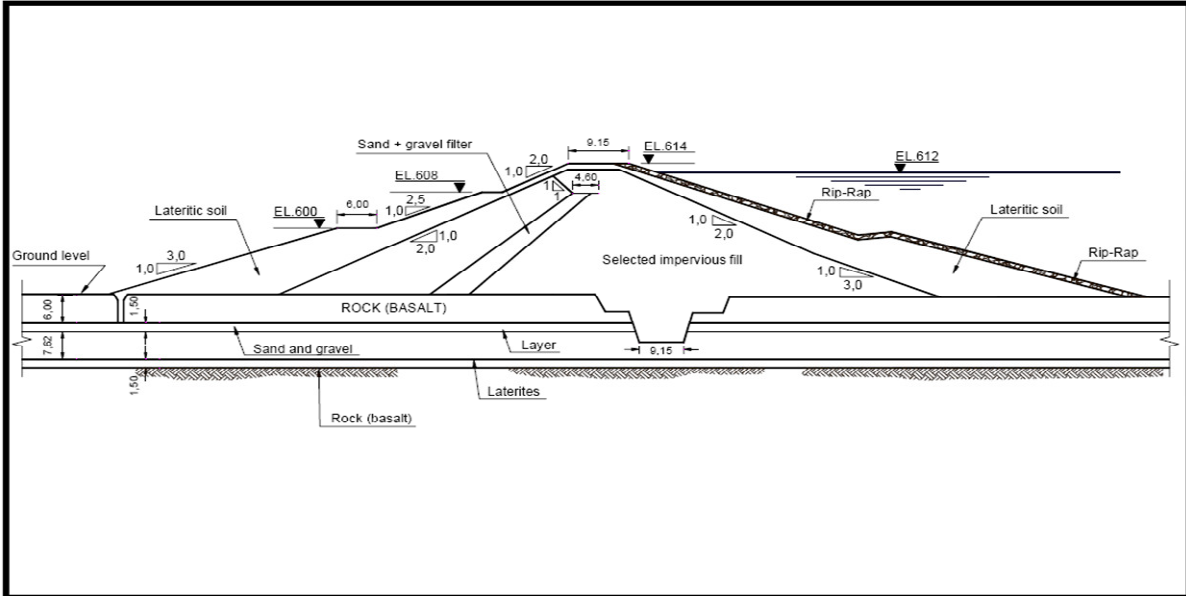 9.15
Sand + gravel filter
EL.614
EL.612
2,0
1,0
4,60
1
1
EL.608
Rip-Rap
2,5
1,0
6,00
EL.600
Lateritic soil
Lateritic soil
1,0
2,0
1,0
2,0
Ground level
3,0
1,0
Selected impervious fill
Rip-Rap
1,0
3,0
6,00
1,50
ROCK (BASALT)
7,62
Sand and gravel
Layer
9,15
1,50
Laterites
Rock (basalt)